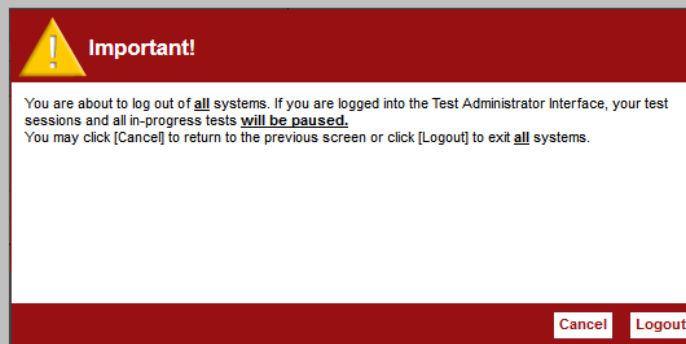 Important!
You are about to log out of all systems. If you are logged into the Test Administrator Interface, your test
sessions and all in-progress tests will be paused.
You may click [Cancel] to return to the previous screen or click [Logout] to exit all systems.
Cancel Logout